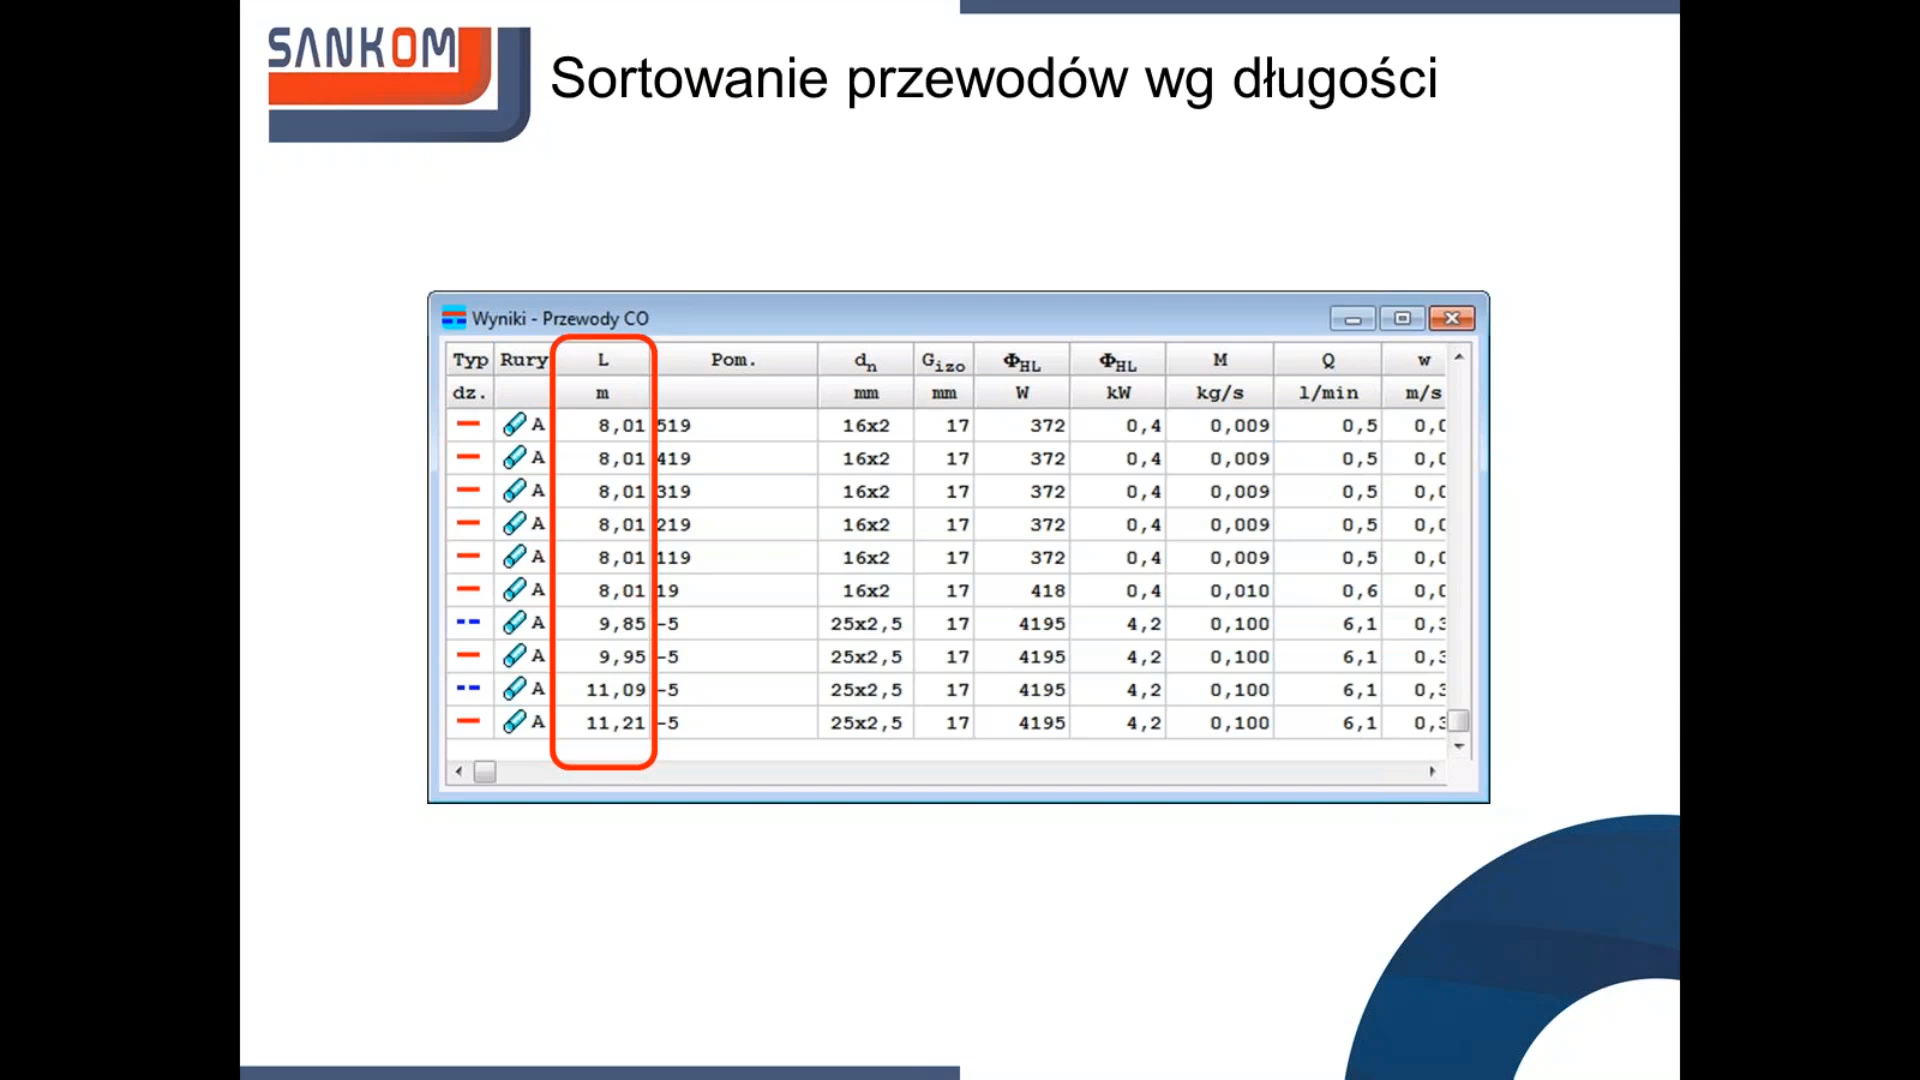 SANKOM
Sortowanie przewodów wg długości
Wyniki - Przewody CO
Typ Rury L Pom. dn Gizo ΦHL ΦHL M Q w
dz. m mm mm W kW kg/s l/min m/s
A 8,01 519 16x2 17 372 0,4 0,009 0,5
A 8,01 419 16x2 17 372 0,4 0,009 0,5
A 8,01 319 16x2 17 372 0,4 0,009 0,5
A 8,01 219 16x2 17 372 0,4 0,009 0,5
A 8,01 119 16x2 17 372 0,4 0,009 0,5
A 8,01 19 16x2 17 418 0,4 0,010 0,6
A 9,85 -5 25x2,5 17 4195 4,2 0,100 6,1
A 9,95 -5 25x2,5 17 4195 4,2 0,100 6,1
A 11,09 -5 25x2,5 17 4195 4,2 0,100 6,1
A 11,21 -5 25x2,5 17 4195 4,2 0,100 6,1